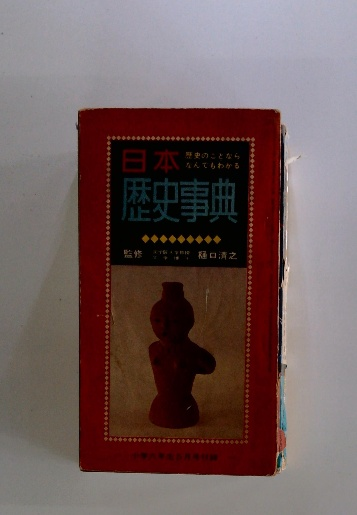 日本
歴史のことなら
なんでもわかる
歴史事典
監修
樋口清之